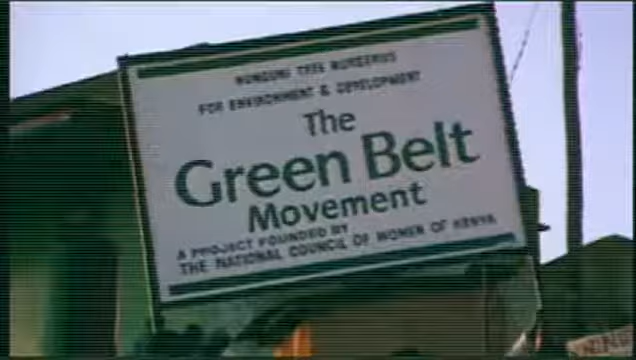 TREE NURSERIES
FOR ENVIRONMENT & DEVELOPMENT
The
Green Belt
Movement
A PROJECT FOUNDED BY
THE NATIONAL COUNCIL OF WOMEN OF KENYA